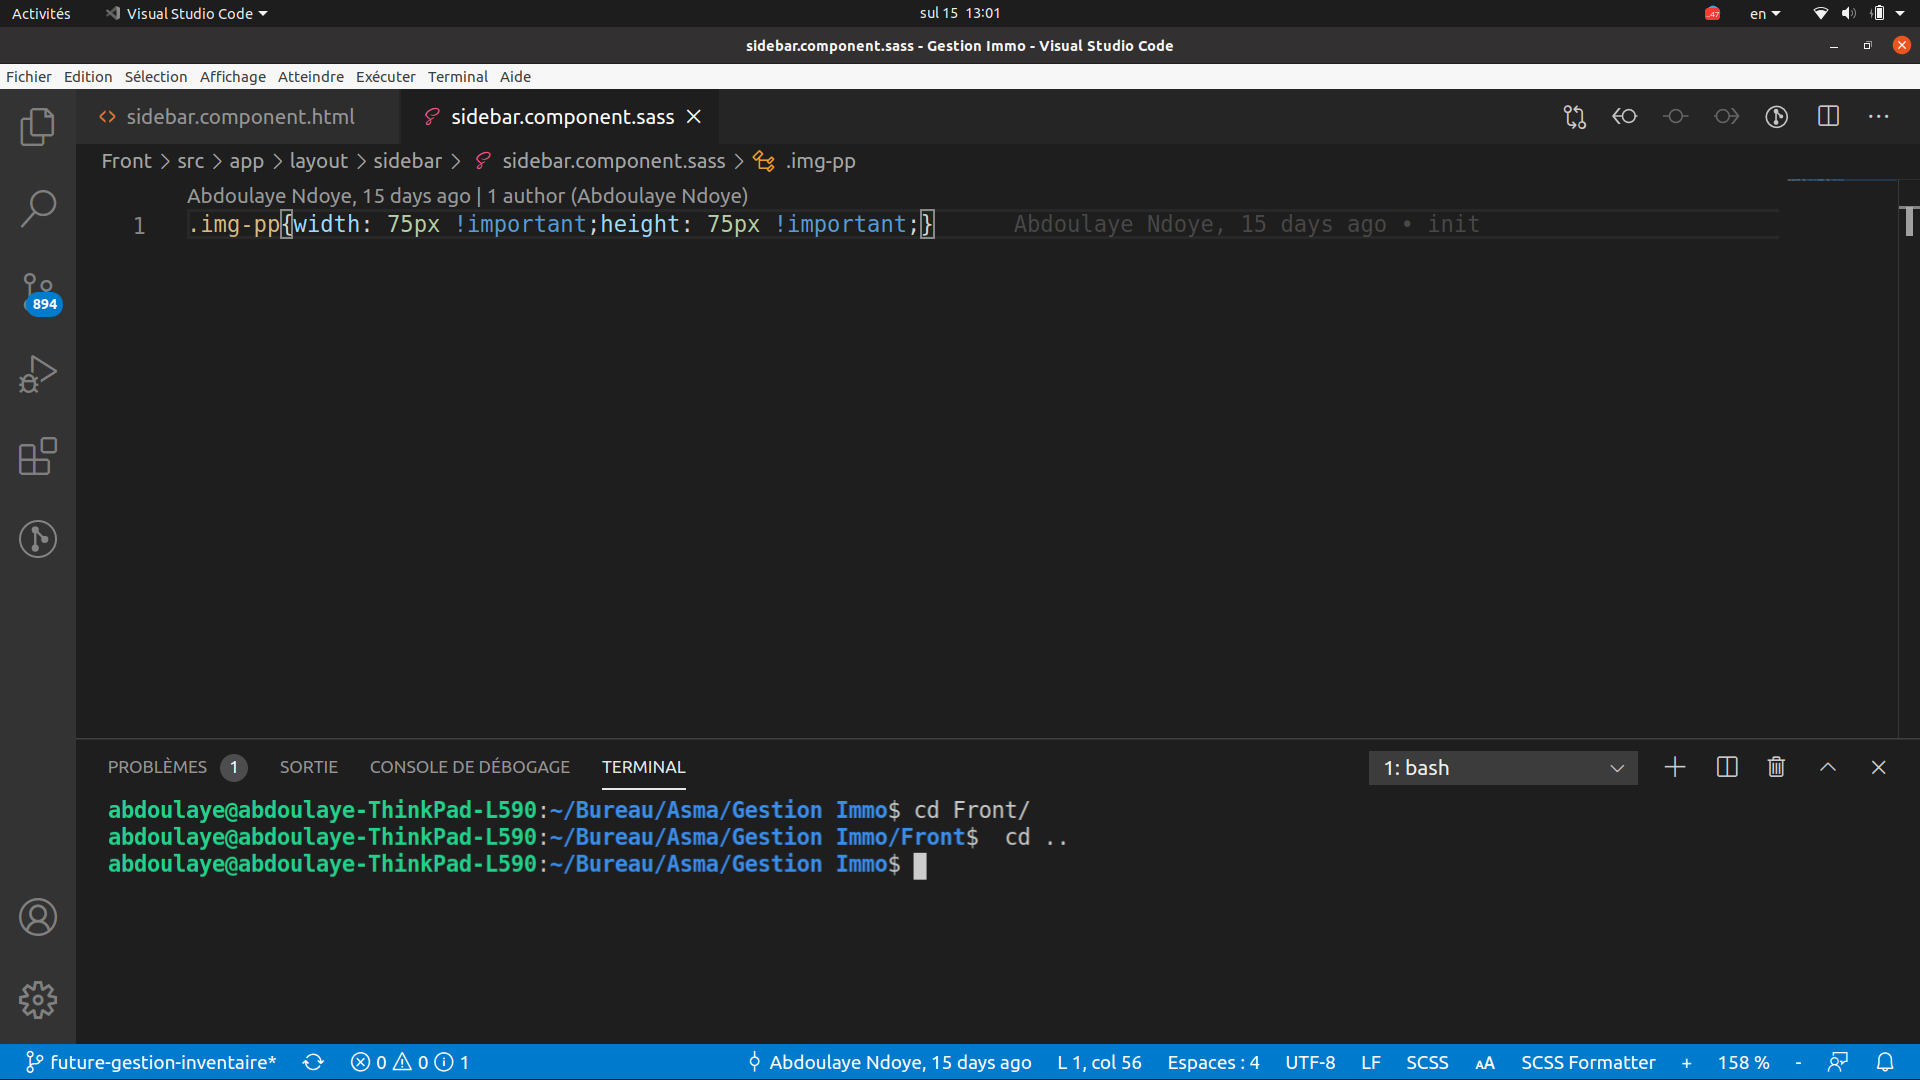 Activités Visual Studio Code sul 15 13:01 en
sidebar.component.sass - Gestion Immo - Visual Studio Code
Fichier Edition Sélection Affichage Atteindre Exécuter Terminal Aide
sidebar.component.html sidebar.component.sass
Front > src > app > layout > sidebar > sidebar.component.sass > .img-pp
Abdoulaye Ndoye, 15 days ago | 1 author (Abdoulaye Ndoye)
1 .img-pp{width: 75px !important;height: 75px !important;} Abdoulaye Ndoye, 15 days ago • init
894
PROBLÈMES 1 SORTIE CONSOLE DE DÉBOGAGE TERMINAL 1: bash
abdoulaye@abdoulaye-ThinkPad-L590:~/Bureau/Asma/Gestion Immo$ cd Front/
abdoulaye@abdoulaye-ThinkPad-L590:~/Bureau/Asma/Gestion Immo/Front$  cd ..
abdoulaye@abdoulaye-ThinkPad-L590:~/Bureau/Asma/Gestion Immo$
future-gestion-inventaire* 0 0 1 Abdoulaye Ndoye, 15 days ago L 1, col 56 Espaces : 4 UTF-8 LF SCSS AA SCSS Formatter + 158 % -